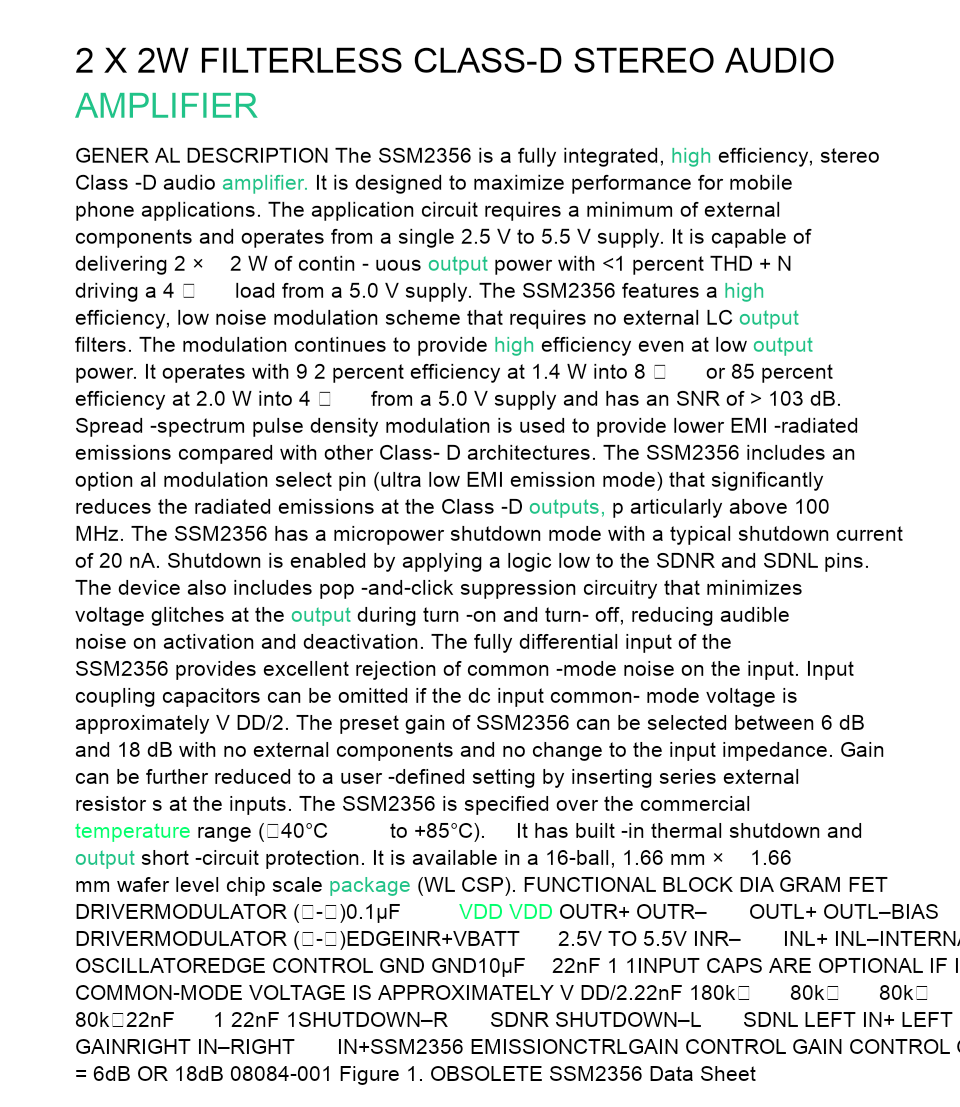 2 X 2W FILTERLESS CLASS-D STEREO AUDIO
AMPLIFIER
GENER AL DESCRIPTION The SSM2356 is a fully integrated, high efficiency, stereo
Class -D audio amplifier. It is designed to maximize performance for mobile
phone applications. The application circuit requires a minimum of external
components and operates from a single 2.5 V to 5.5 V supply. It is capable of
delivering 2 × 2 W of contin - uous output power with <1 percent THD + N
driving a 4 □ load from a 5.0 V supply. The SSM2356 features a high
efficiency, low noise modulation scheme that requires no external LC output
filters. The modulation continues to provide high efficiency even at low output
power. It operates with 9 2 percent efficiency at 1.4 W into 8 □ or 85 percent
efficiency at 2.0 W into 4 □ from a 5.0 V supply and has an SNR of > 103 dB.
Spread -spectrum pulse density modulation is used to provide lower EMI -radiated
emissions compared with other Class- D architectures. The SSM2356 includes an
option al modulation select pin (ultra low EMI emission mode) that significantly
reduces the radiated emissions at the Class -D outputs, p articularly above 100
MHz. The SSM2356 has a micropower shutdown mode with a typical shutdown current
of 20 nA. Shutdown is enabled by applying a logic low to the SDNR and SDNL pins.
The device also includes pop -and-click suppression circuitry that minimizes
voltage glitches at the output during turn -on and turn- off, reducing audible
noise on activation and deactivation. The fully differential input of the
SSM2356 provides excellent rejection of common -mode noise on the input. Input
coupling capacitors can be omitted if the dc input common- mode voltage is
approximately V DD/2. The preset gain of SSM2356 can be selected between 6 dB
and 18 dB with no external components and no change to the input impedance. Gain
can be further reduced to a user -defined setting by inserting series external
resistor s at the inputs. The SSM2356 is specified over the commercial
temperature range (□40°C to +85°C). It has built -in thermal shutdown and
output short -circuit protection. It is available in a 16-ball, 1.66 mm × 1.66
mm wafer level chip scale package (WL CSP). FUNCTIONAL BLOCK DIA GRAM FET
DRIVERMODULATOR (□-□)0.1µF VDD VDD OUTR+ OUTR– OUTL+ OUTL–BIAS
DRIVERMODULATOR (□-□)EDGEINR+VBATT 2.5V TO 5.5V INR– INL+ INL–INTERNA
OSCILLATOREDGE CONTROL GND GND10µF 22nF 1 1INPUT CAPS ARE OPTIONAL IF I
COMMON-MODE VOLTAGE IS APPROXIMATELY V DD/2.22nF 180k□ 80k□ 80k□
80k□22nF 1 22nF 1SHUTDOWN–R SDNR SHUTDOWN–L SDNL LEFT IN+ LEFT
GAINRIGHT IN–RIGHT IN+SSM2356 EMISSIONCTRLGAIN CONTROL GAIN CONTROL
= 6dB OR 18dB 08084-001 Figure 1. OBSOLETE SSM2356 Data Sheet